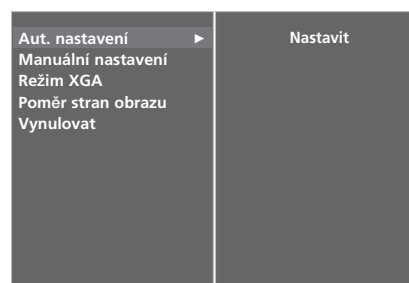 Aut. nastavení ►
Nastavit
Manuální nastavení
Režim XGA
Poměr stran obrazu
Vynulovat